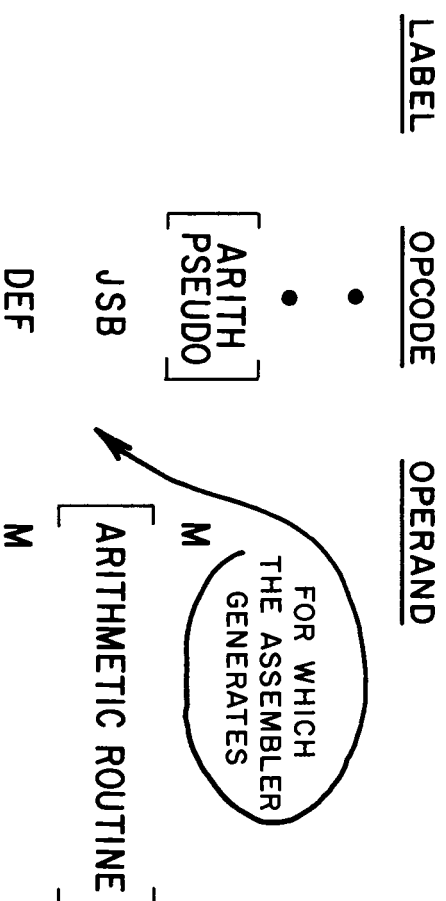 LABEL OPCODE OPERAND
•
•
[ARITH PSEUDO] M
FOR WHICH
THE ASSEMBLER
GENERATES
JSB [ARITHMETIC ROUTINE]
DEF M